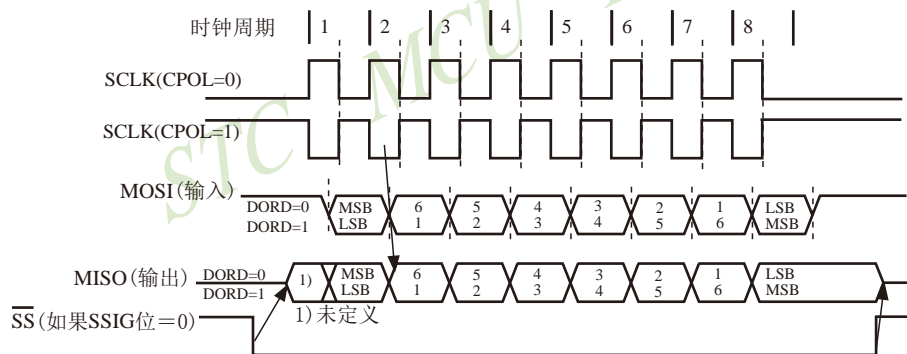 时钟周期 1 2 3 4 5 6 7 8
SCLK(CPOL=0)
SCLK(CPOL=1)
MOSI(输入)
DORD=0 MSB 6 5 4 3 2 1 LSB
DORD=1 LSB 1 2 3 4 5 6 MSB
MISO(输出)
DORD=0 1) MSB 6 5 4 3 2 1 LSB
DORD=1 LSB 1 2 3 4 5 6 MSB
1)未定义
SS(如果SSIG位=0)
STC MCU